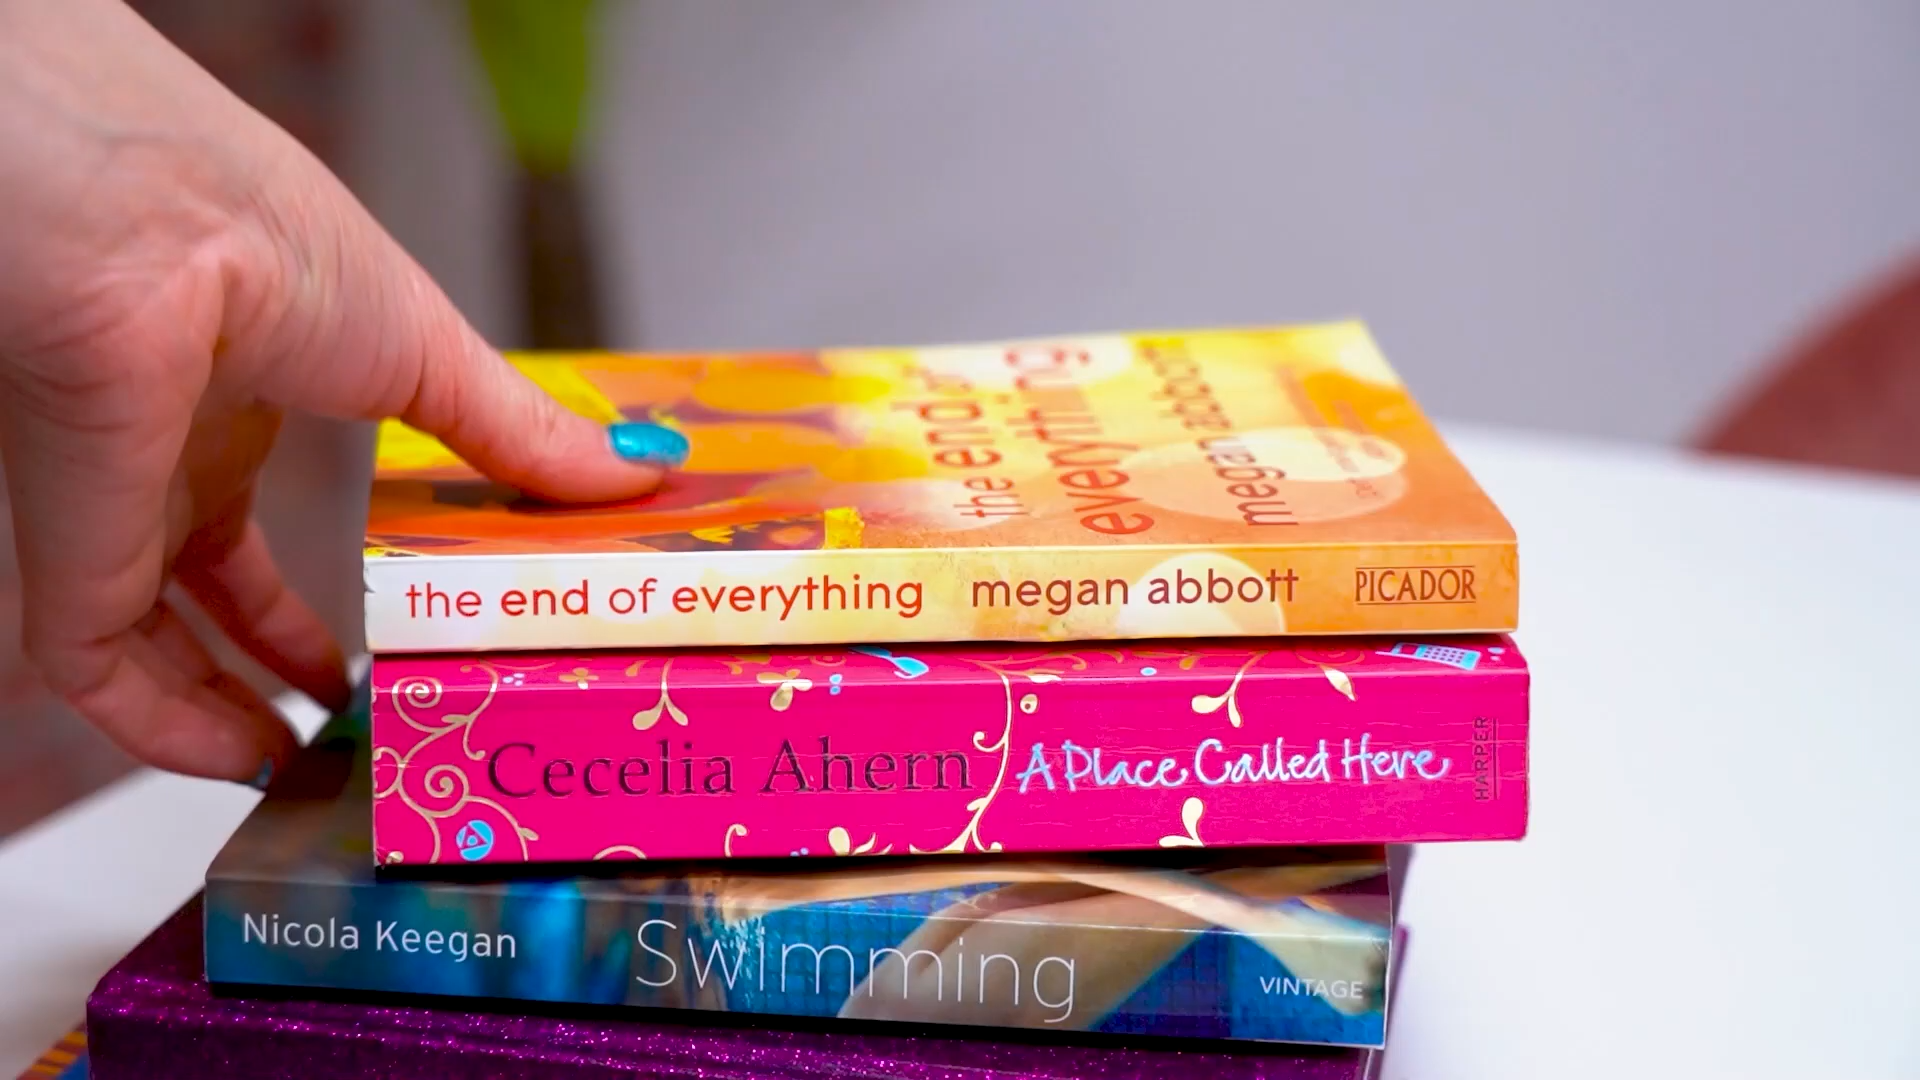 the end of
everything
megan abbott
the end of everything megan abbott PICADOR
Cecelia Ahern A Place Called Here HARPER
Nicola Keegan Swimming VINTAGE